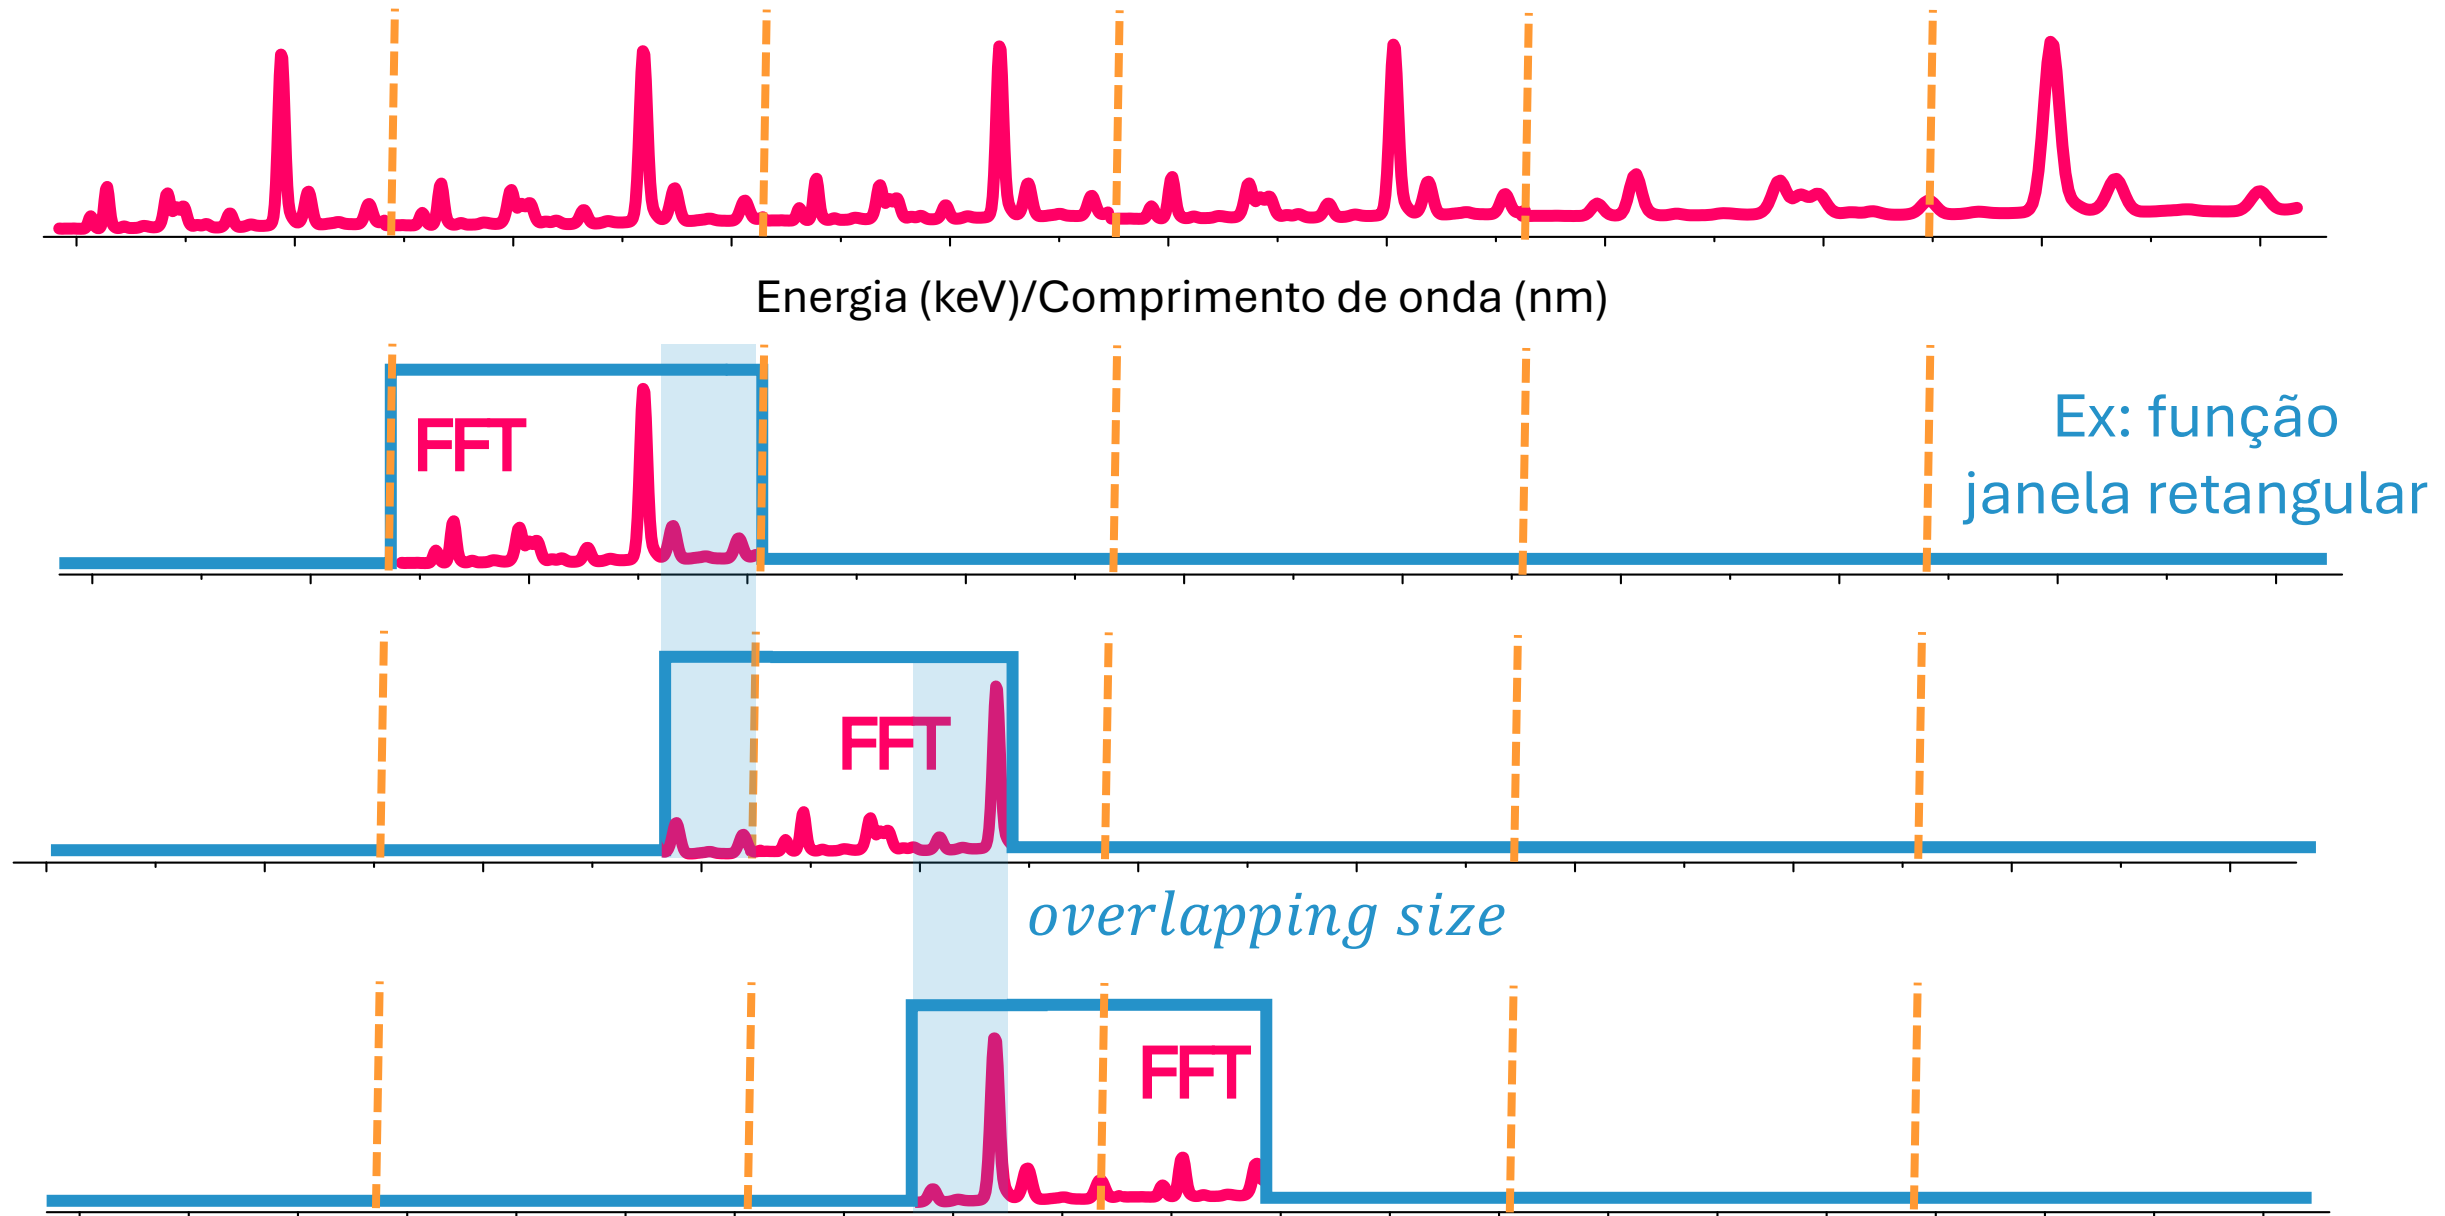 Energia (keV)/Comprimento de onda (nm)
FFT
Ex: função
janela retangular
FFT
overlapping size
FFT